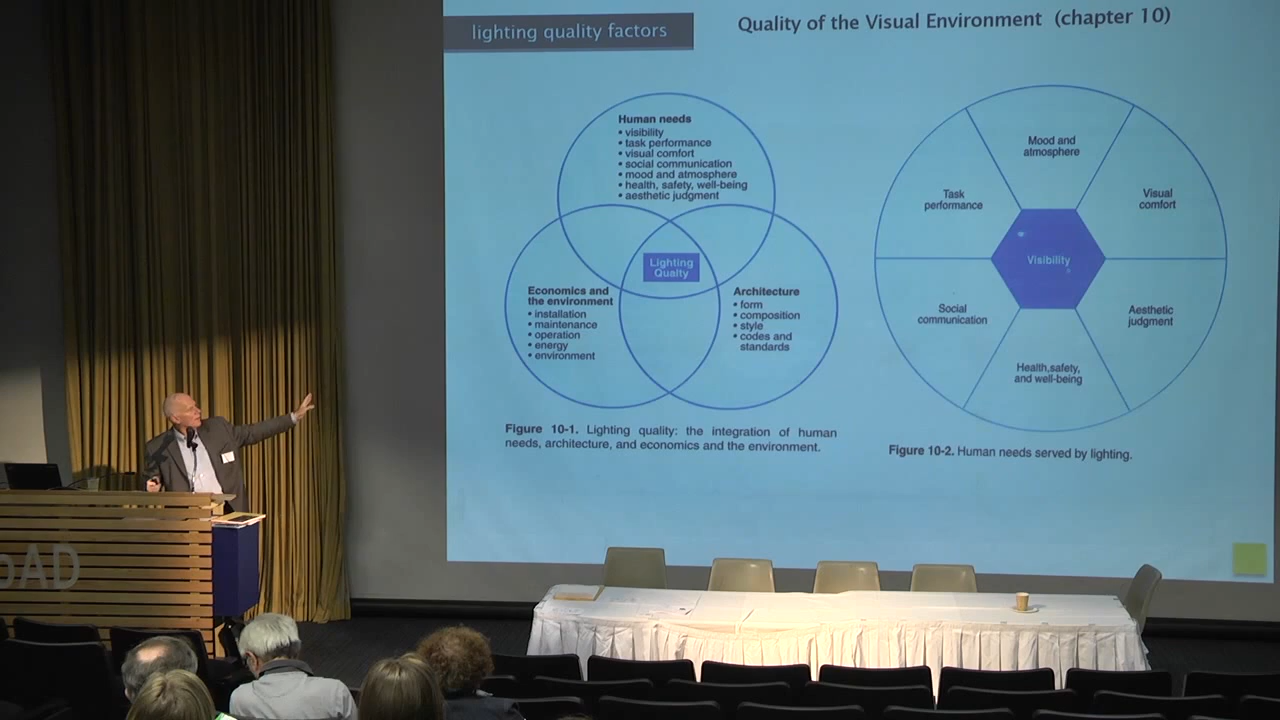 lighting quality factors
Quality of the Visual Environment (chapter 10)
Human needs
• visibility
• task performance
• visual comfort
• social communication
• mood and atmosphere
• health, safety, well-being
• aesthetic judgment
Lighting
Qualty
Economics and
the environment
• installation
• maintenance
• operation
• energy
• environment
Architecture
• form
• composition
• style
• codes and
standards
Figure 10-1. Lighting quality: the integration of human
needs, architecture, and economics and the environment.
Mood and
atmosphere
Task
performance
Visual
comfort
Visibility
Social
communication
Aesthetic
judgment
Health,safety,
and well-being
Figure 10-2. Human needs served by lighting.
DAD